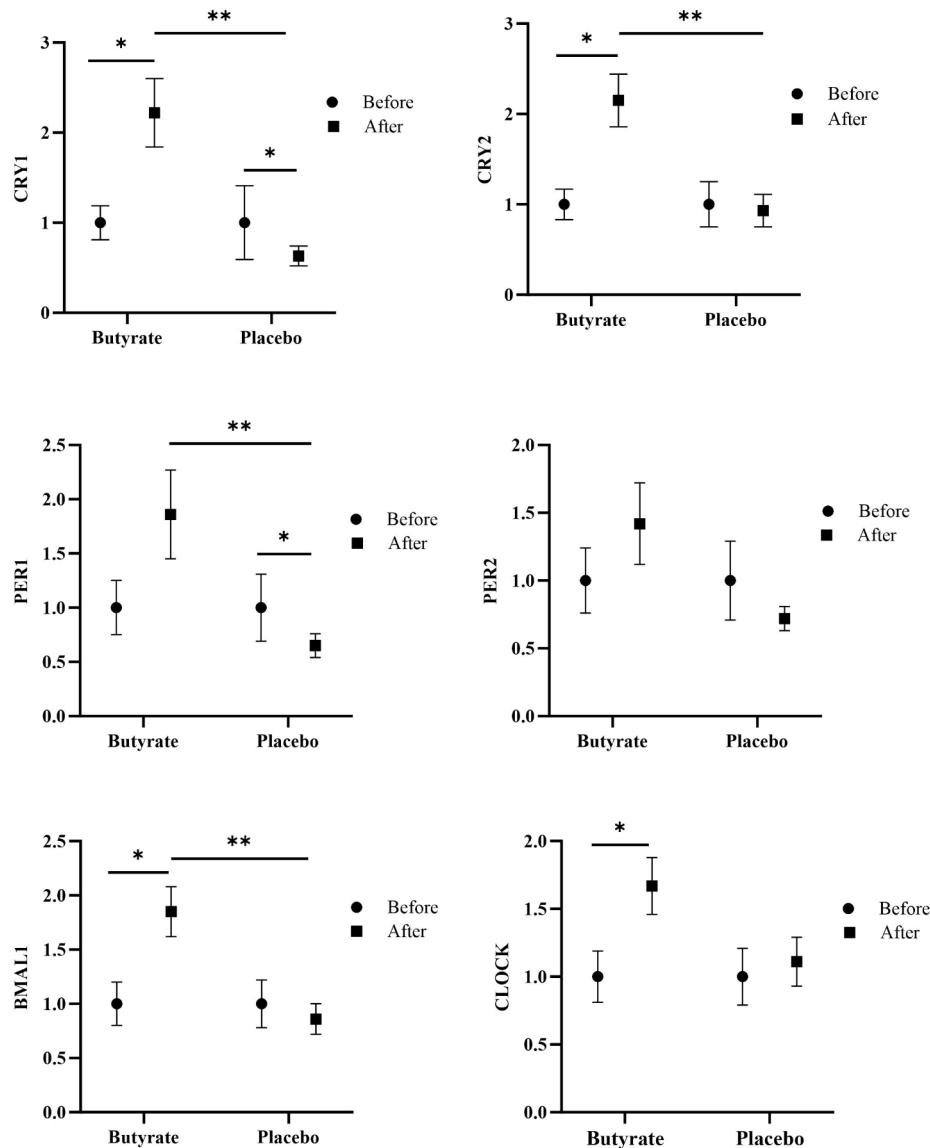 **
*
3
2
1
0
CRY1
*
Before
After
Butyrate
Placebo
**
*
3
2
1
0
CRY2
Before
After
Butyrate
Placebo
**
2.5
2.0
1.5
1.0
0.5
0.0
PER1
*
Before
After
Butyrate
Placebo
2.0
1.5
1.0
0.5
0.0
PER2
Before
After
Butyrate
Placebo
*
**
2.5
2.0
1.5
1.0
0.5
0.0
BMAL1
Before
After
Butyrate
Placebo
*
2.0
1.5
1.0
0.5
0.0
CLOCK
Before
After
Butyrate
Placebo